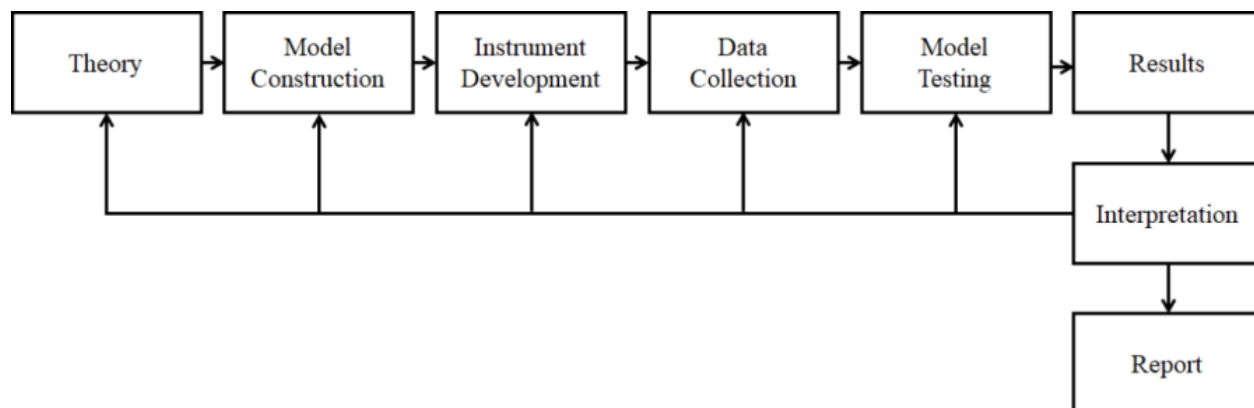 Theory
Model
Construction
Instrument
Development
Data
Collection
Model
Testing
Results
Interpretation
Report